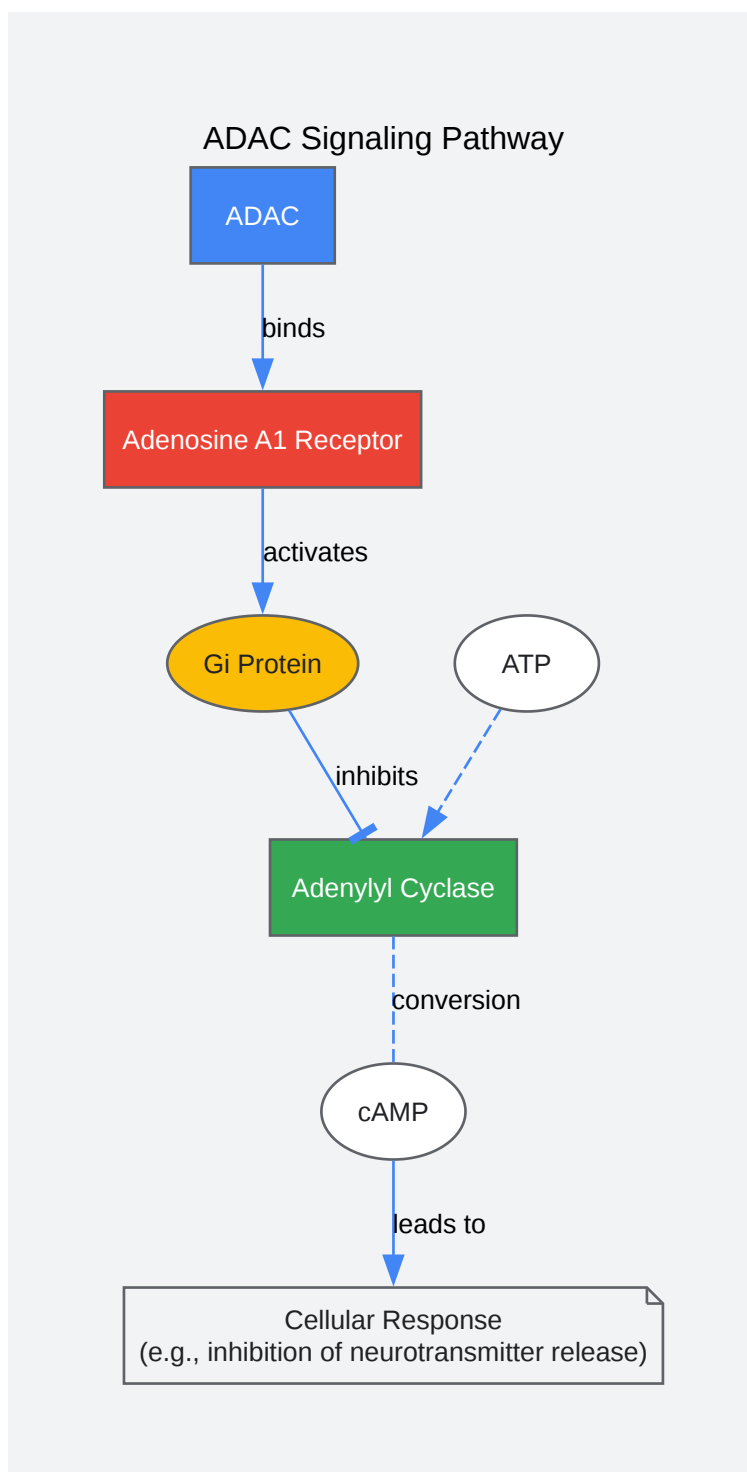 ADAC Signaling Pathway
ADAC
binds
Adenosine A1 Receptor
activates
Gi Protein
ATP
inhibits
Adenylyl Cyclase
conversion
cAMP
leads to
Cellular Response
(e.g., inhibition of neurotransmitter release)